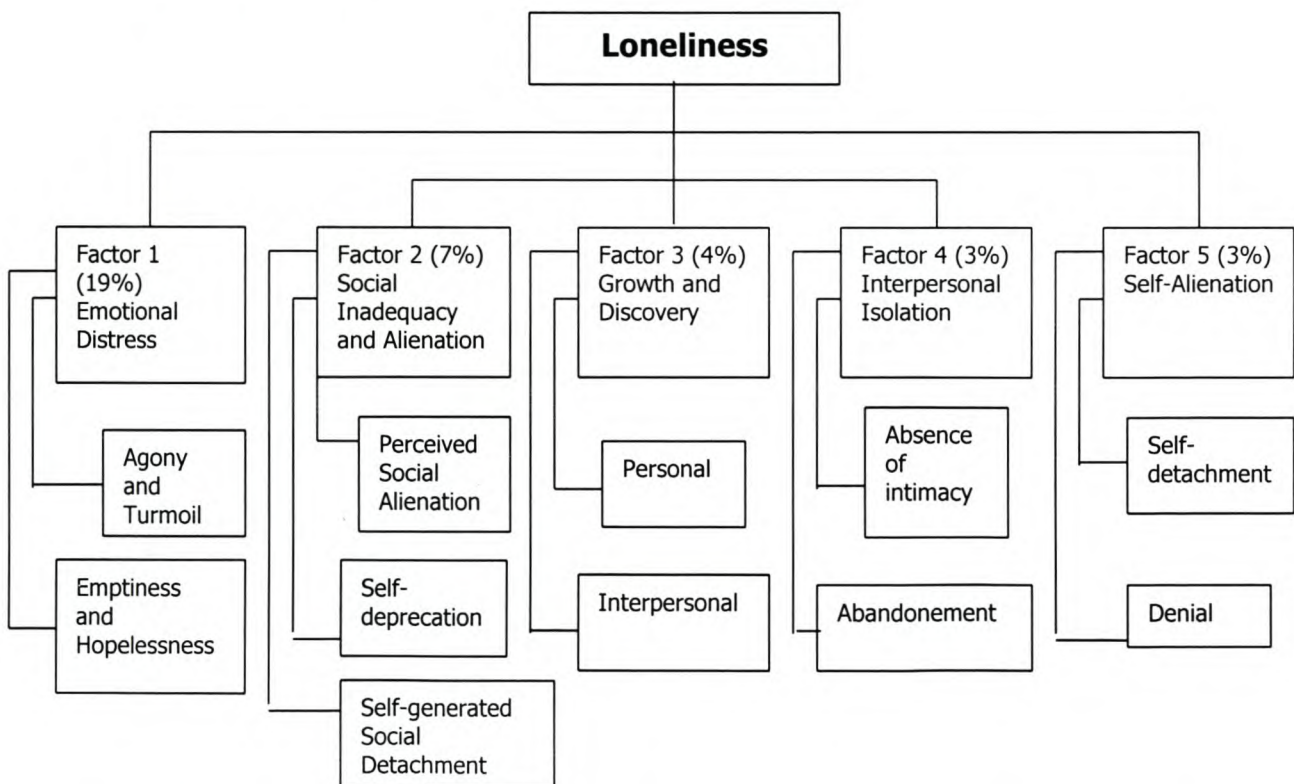 Loneliness
Factor 1
(19%)
Emotional
Distress
Agony
and
Turmoil
Emptiness
and
Hopelessness
Factor 2 (7%)
Social
Inadequacy
and Alienation
Perceived
Social
Alienation
Self-
deprecation
Self-generated
Social
Detachment
Factor 3 (4%)
Growth and
Discovery
Personal
Interpersonal
Factor 4 (3%)
Interpersonal
Isolation
Absence
of
intimacy
Abandonement
Factor 5 (3%)
Self-Alienation
Self-
detachment
Denial